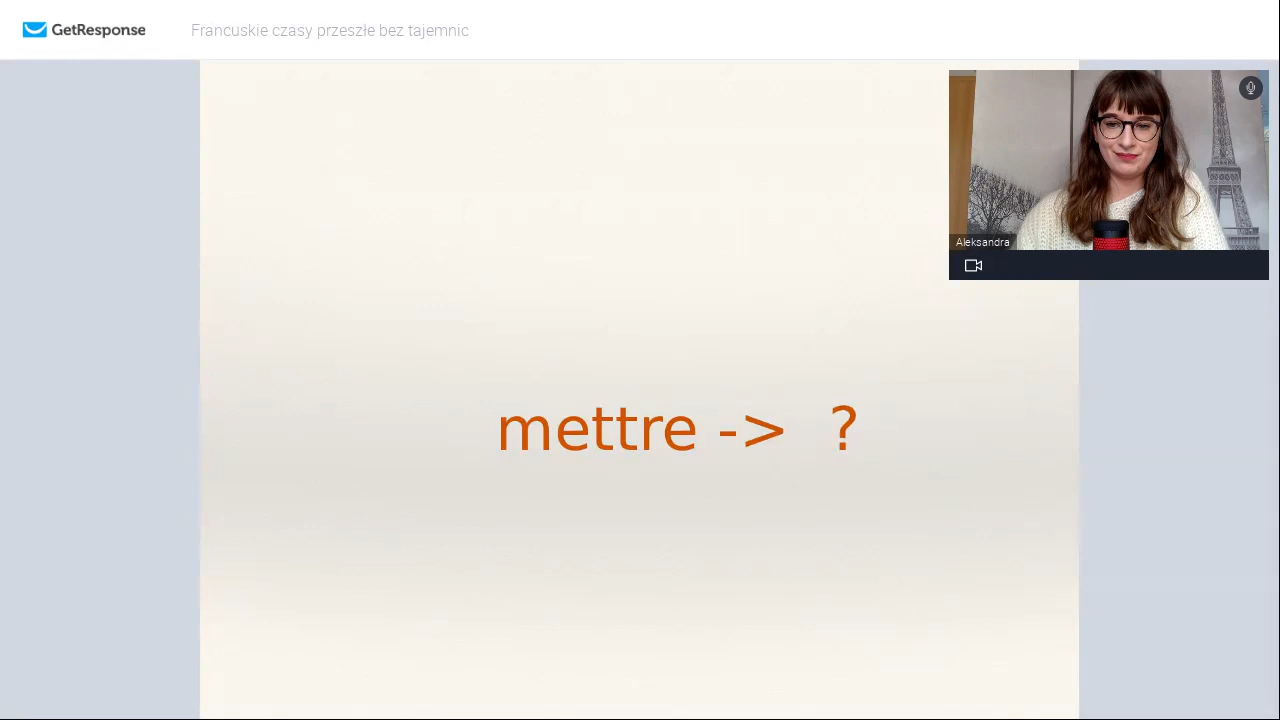 GetResponse
Francuskie czasy przeszłe bez tajemnic
Aleksandra
mettre -> ?